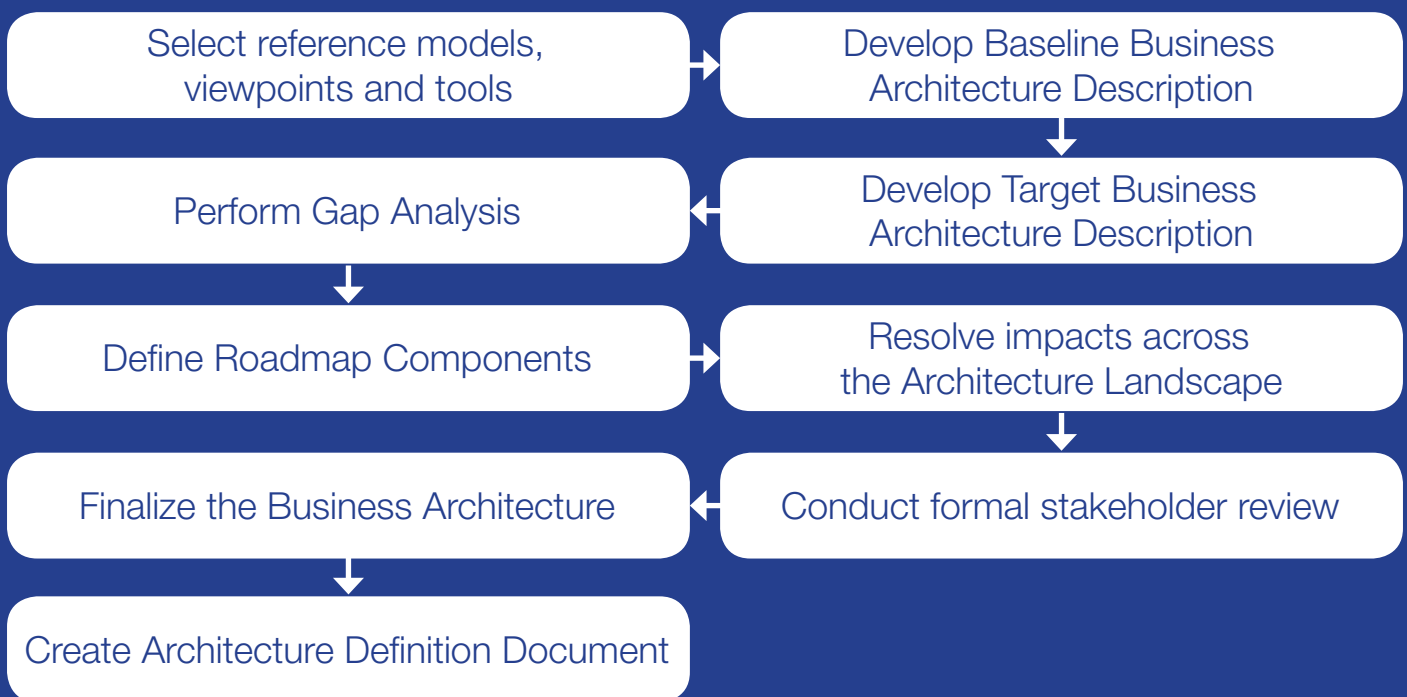 Select reference models,
viewpoints and tools
Develop Baseline Business
Architecture Description
Develop Target Business
Architecture Description
Perform Gap Analysis
Define Roadmap Components
Resolve impacts across
the Architecture Landscape
Conduct formal stakeholder review
Finalize the Business Architecture
Create Architecture Definition Document